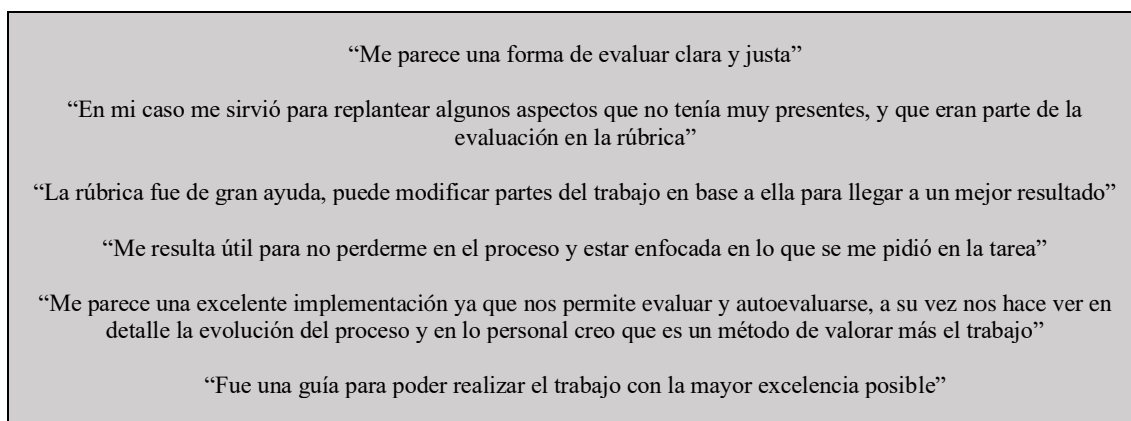 “Me parece una forma de evaluar clara y justa”
“En mi caso me sirvió para replantear algunos aspectos que no tenía muy presentes, y que eran parte de la
evaluación en la rúbrica”
“La rúbrica fue de gran ayuda, puede modificar partes del trabajo en base a ella para llegar a un mejor resultado”
“Me resulta útil para no perderme en el proceso y estar enfocada en lo que se me pidió en la tarea”
“Me parece una excelente implementación ya que nos permite evaluar y autoevaluarse, a su vez nos hace ver en
detalle la evolución del proceso y en lo personal creo que es un método de valorar más el trabajo”
“Fue una guía para poder realizar el trabajo con la mayor excelencia posible”